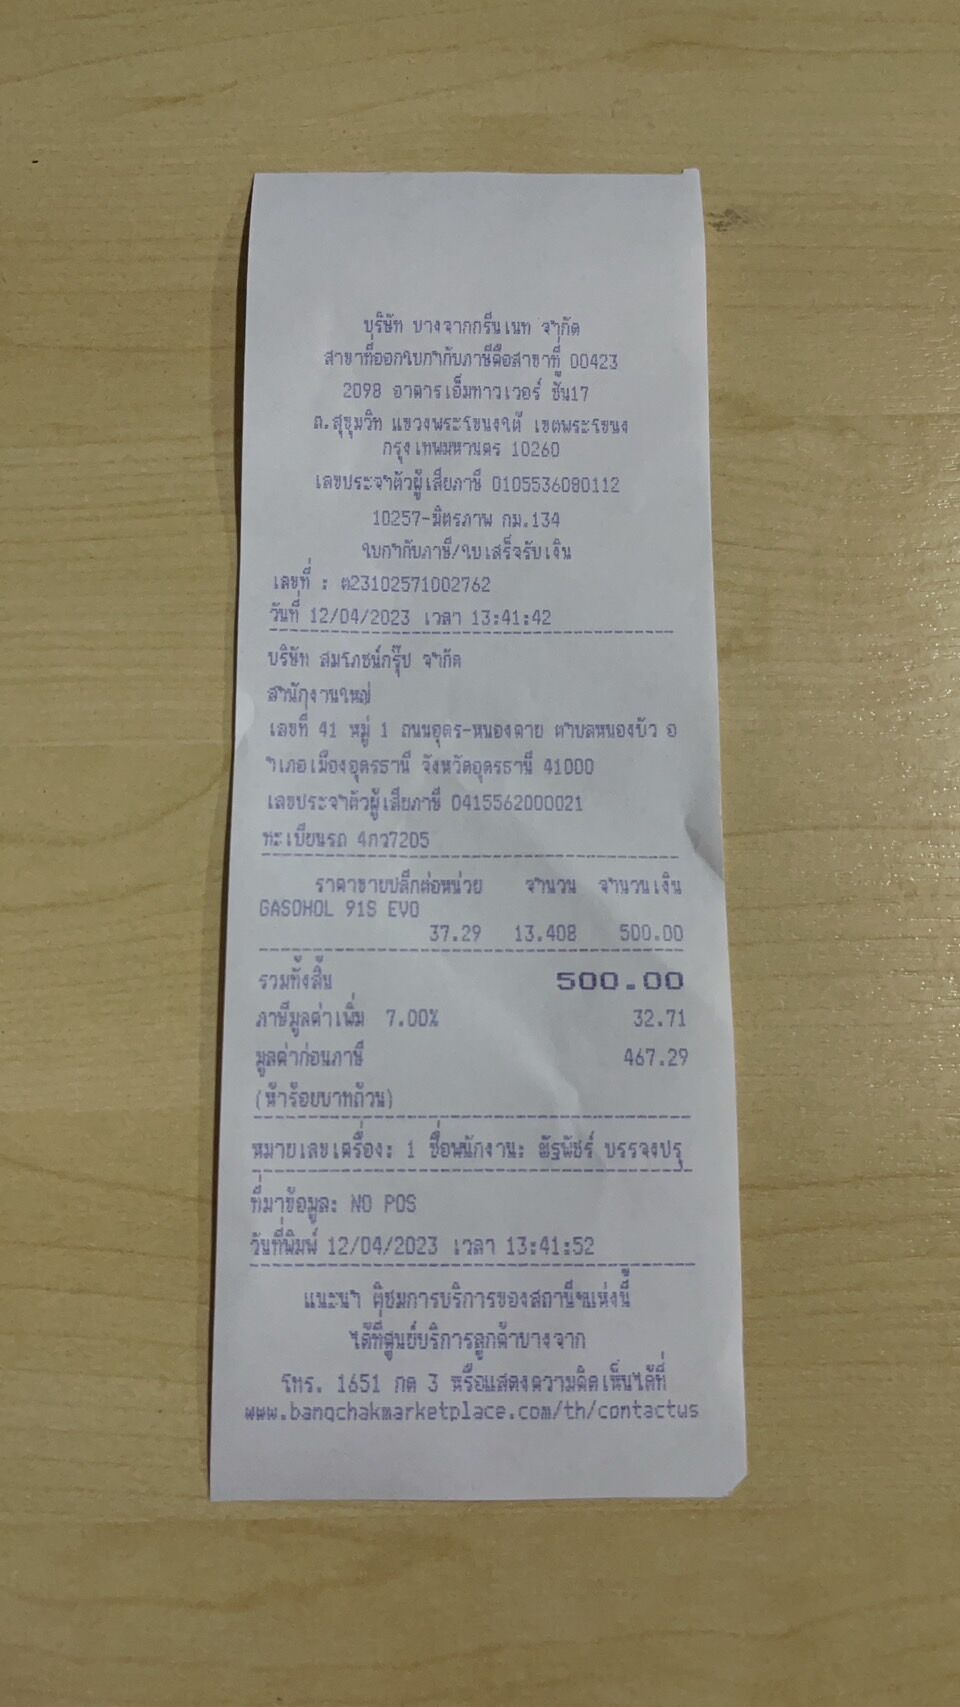 บริษัท บางจากกรีนเนท จำกัด
สาขาที่ออกใบกำกับภาษีคือสาขาที่ 00423
2098 อาคารเอ็มทาวเวอร์ ชั้น17
ถ.สุขุมวิท แขวงพระโขนงใต้ เขตพระโขนง
กรุงเทพมหานคร 10260
เลขประจำตัวผู้เสียภาษี 0105536080112
10257-มิตรภาพ กม.134
ใบกำกับภาษี/ใบเสร็จรับเงิน
เลขที่ : ต23102571002762
วันที่ 12/04/2023 เวลา 13:41:42
บริษัท สมโภชน์กรุ๊ป จำกัด
สำนักงานใหญ่
เลขที่ 41 หมู่ 1 ถนนอุดร-หนองคาย ตำบลหนองบัว อ
ำเภอเมืองอุดรธานี จังหวัดอุดรธานี 41000
เลขประจำตัวผู้เสียภาษี 0415562000021
ทะเบียนรถ 4กว7205
ราคาขายปลีกต่อหน่วย จำนวน จำนวนเงิน
GASOHOL 91S EVO
37.29 13.408 500.00
รวมทั้งสิ้น 500.00
ภาษีมูลค่าเพิ่ม 7.00% 32.71
มูลค่าก่อนภาษี 467.29
(ห้าร้อยบาทถ้วน)
หมายเลขเครื่อง: 1 ชื่อพนักงาน: บรรจงปรุ
ที่มาข้อมูล: NO POS
วันที่พิมพ์ 12/04/2023 เวลา 13:41:52
แนะนำ ติชมการบริการของสถานีฯแห่งนี้
ได้ที่ศูนย์บริการลูกค้าบางจาก
โทร. 1651 กด 3 หรือแสดงความคิดเห็นได้ที่
www.bangchakmarketplace.com/th/contactus